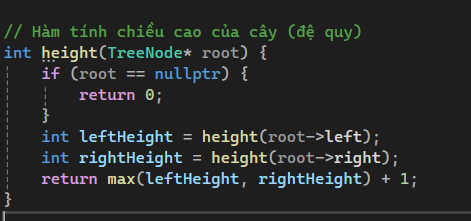 // Hàm tính chiều cao của cây (đệ quy)
int height(TreeNode* root) {
    if (root == nullptr) {
        return 0;
    }
    int leftHeight = height(root->left);
    int rightHeight = height(root->right);
    return max(leftHeight, rightHeight) + 1;
}